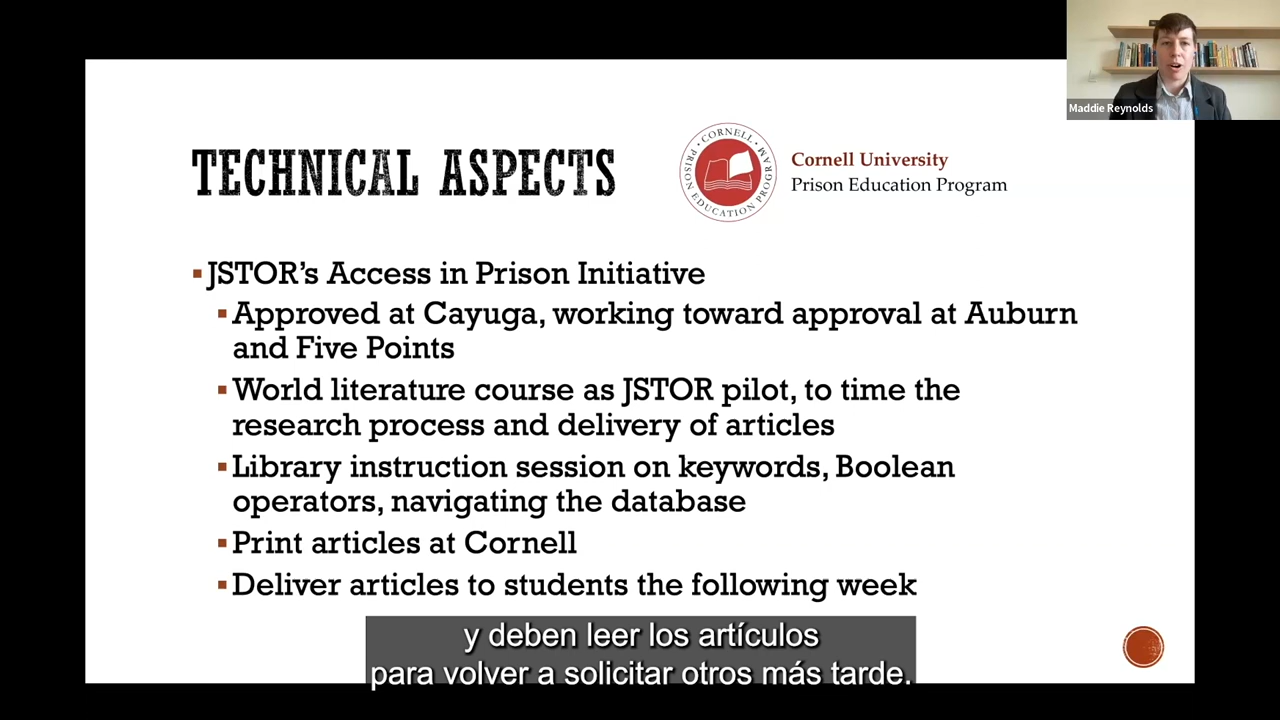 Maddie Reynolds
TECHNICAL ASPECTS
• CORNELL •
PRISON EDUCATION PROGRAM
Cornell University
Prison Education Program
▪ JSTOR’s Access in Prison Initiative
▪ Approved at Cayuga, working toward approval at Auburn
and Five Points
▪ World literature course as JSTOR pilot, to time the
research process and delivery of articles
▪ Library instruction session on keywords, Boolean
operators, navigating the database
▪ Print articles at Cornell
▪ Deliver articles to students the following week
y deben leer los artículos
para volver a solicitar otros más tarde.